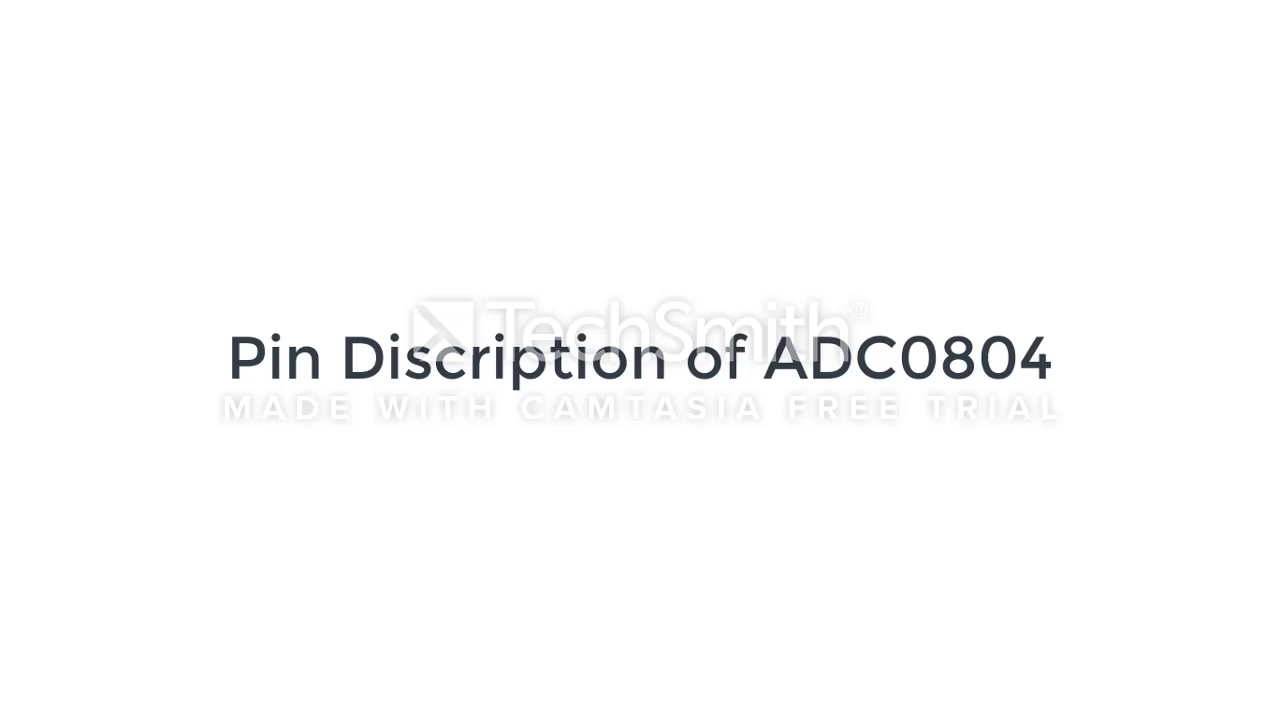 TechSmith®
Pin Discription of ADC0804
MADE WITH CAMTASIA FREE TRIAL